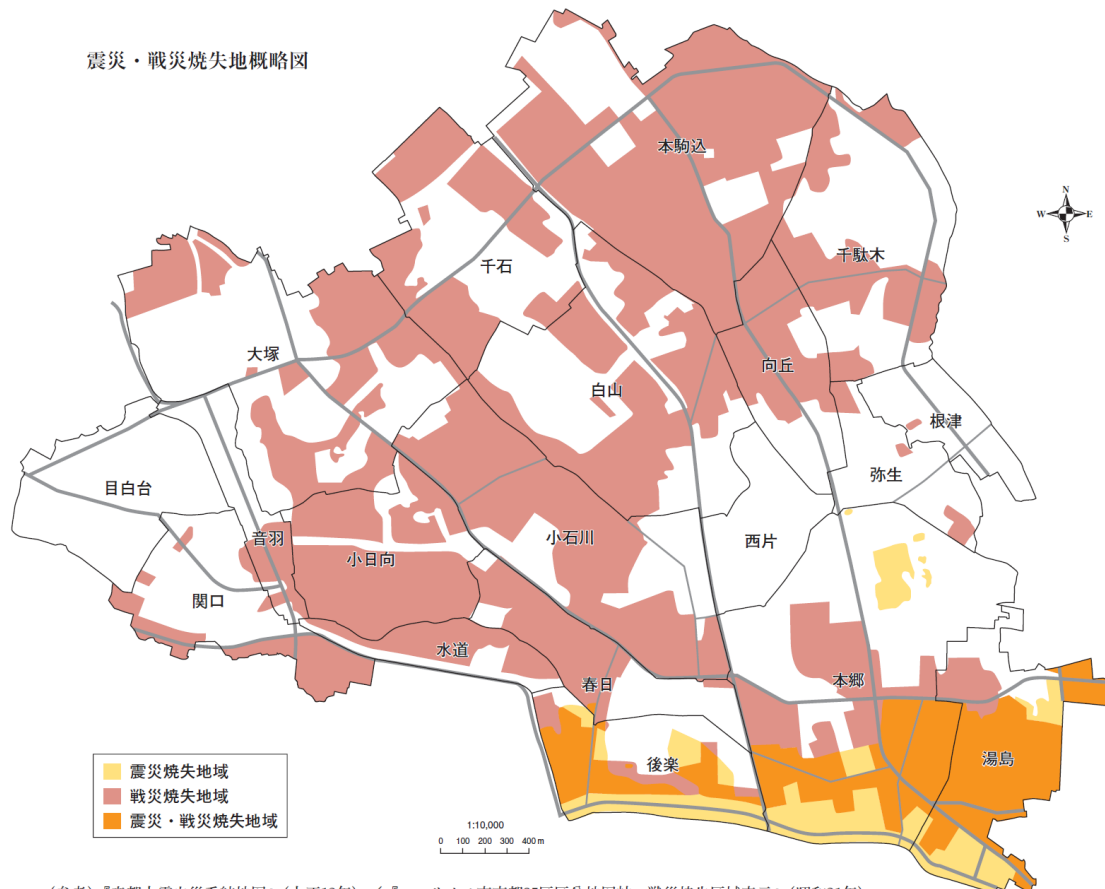 震災・戦災焼失地概略図
本駒込
N
W E
S
千駄木
千石
大塚
向丘
白山
根津
弥生
目白台
音羽
小石川
西片
小日向
関口
水道
本郷
春日
湯島
後楽
震災焼失地域
戦災焼失地域
震災・戦災焼失地域
1:10,000
0 100 200 300 400m